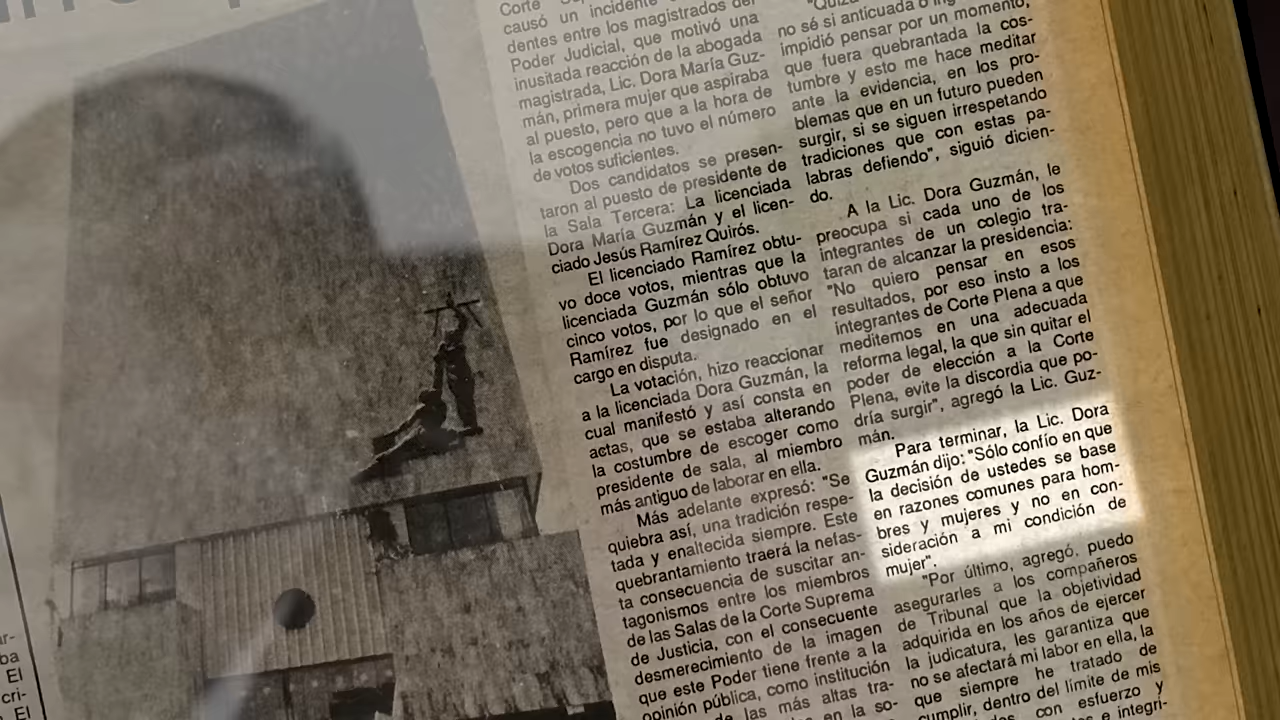 Corte
causó un incidente
dentes entre los magistrados del
Poder Judicial, que motivó una
inusitada reacción de la abogada
magistrada, Lic. Dora María Guz-
mán, primera mujer que aspiraba
al puesto, pero que a la hora de
la escogencia no tuvo el número
de votos suficientes.
Dos candidatos se presen-
taron al puesto de presidente de
la Sala Tercera: La licenciada
Dora María Guzmán y el licen-
ciado Jesús Ramírez Quirós.
El licenciado Ramírez obtu-
vo doce votos, mientras que la
licenciada Guzmán sólo obtuvo
cinco votos, por lo que el señor
Ramírez fue designado en el
cargo en disputa.
La votación, hizo reaccionar
a la licenciada Dora Guzmán, la
cual manifestó y así consta en
actas, que se estaba alterando
la costumbre de escoger como
presidente de sala, al miembro
más antiguo de laborar en ella.
Más adelante expresó: "Se
quiebra así, una tradición respe-
tada y enaltecida siempre. Este
quebrantamiento traerá la nefas-
ta consecuencia de suscitar an-
tagonismos entre los miembros
de las Salas de la Corte Suprema
de Justicia, con el consecuente
desmerecimiento de la imagen
que este Poder tiene frente a la
opinión pública, como institución
de las más altas tra-
en la so-
no sé si anticuada o
impidió pensar por un momento,
que fuera quebrantada la cos-
tumbre y esto me hace meditar
ante la evidencia, en los pro-
blemas que en un futuro pueden
surgir, si se siguen irrespetando
tradiciones que con estas pa-
labras defiendo", siguió dicien-
do.
A la Lic. Dora Guzmán, le
preocupa si cada uno de los
integrantes de un colegio tra-
taran de alcanzar la presidencia:
"No quiero pensar en esos
resultados, por eso insto a los
integrantes de Corte Plena a que
meditemos en una adecuada
reforma legal, la que sin quitar el
poder de elección a la Corte
Plena, evite la discordia que po-
dría surgir", agregó la Lic. Guz-
mán.
Para terminar, la Lic. Dora
Guzmán dijo: "Sólo confío en que
la decisión de ustedes se base
en razones comunes para hom-
bres y mujeres y no en con-
sideración a mi condición de
mujer".
"Por último, agregó, puedo
asegurarles a los compañeros
de Tribunal que la objetividad
adquirida en los años de ejercer
la judicatura, les garantiza que
no se afectará mi labor en ella, la
que siempre he tratado de
cumplir, dentro del límite de mis
con esfuerzo y
e integri-
ba
El
cri-
El